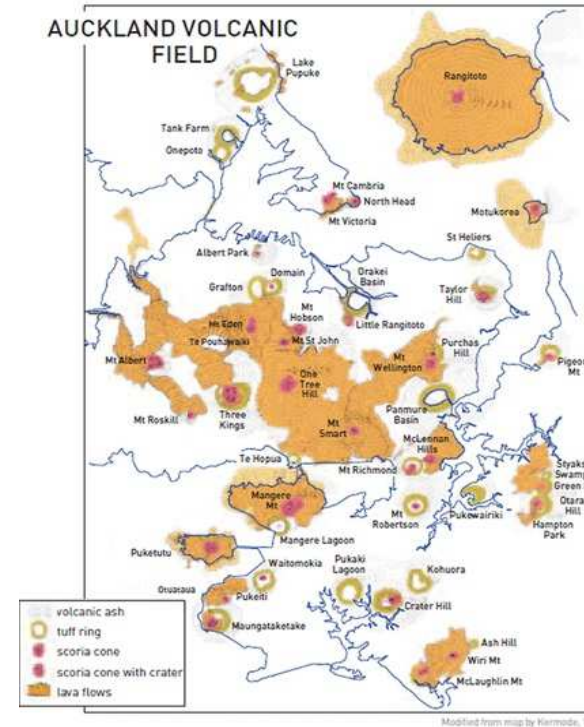 AUCKLAND VOLCANIC
FIELD
Lake
Pupuke
Rangitoto
Tank Farm
Onepoto
Mt Cambria
North Head
Mt Victoria
Motukorea
St Heliers
Albert Park
Domain
Grafton
Orakei
Basin
Taylor
Hill
Mt
Hobson
Mt Eden
Little Rangitoto
Te Pouhawaiki
Mt St John
Purchas
Hill
Mt Albert
Mt
Wellington
Pigeon
Mt
One
Tree
Hill
Mt Roskill
Three
Kings
Panmure
Basin
Mt
Smart
McLennan
Hills
Te Hopua
Mt Richmond
Styaks
Swamp
Green
Otara
Hill
Mangere
Mt
Mt
Robertson
Pukewairiki
Hampton
Park
Mangere Lagoon
Puketutu
Waitomokia
Pukaki
Lagoon
Kohuora
Otuataua
Pukeiti
Crater Hill
Maungataketake
Ash Hill
Wiri Mt
McLaughlin Mt
volcanic ash
tuff ring
scoria cone
scoria cone with crater
lava flows
Modified from map by Kermode,